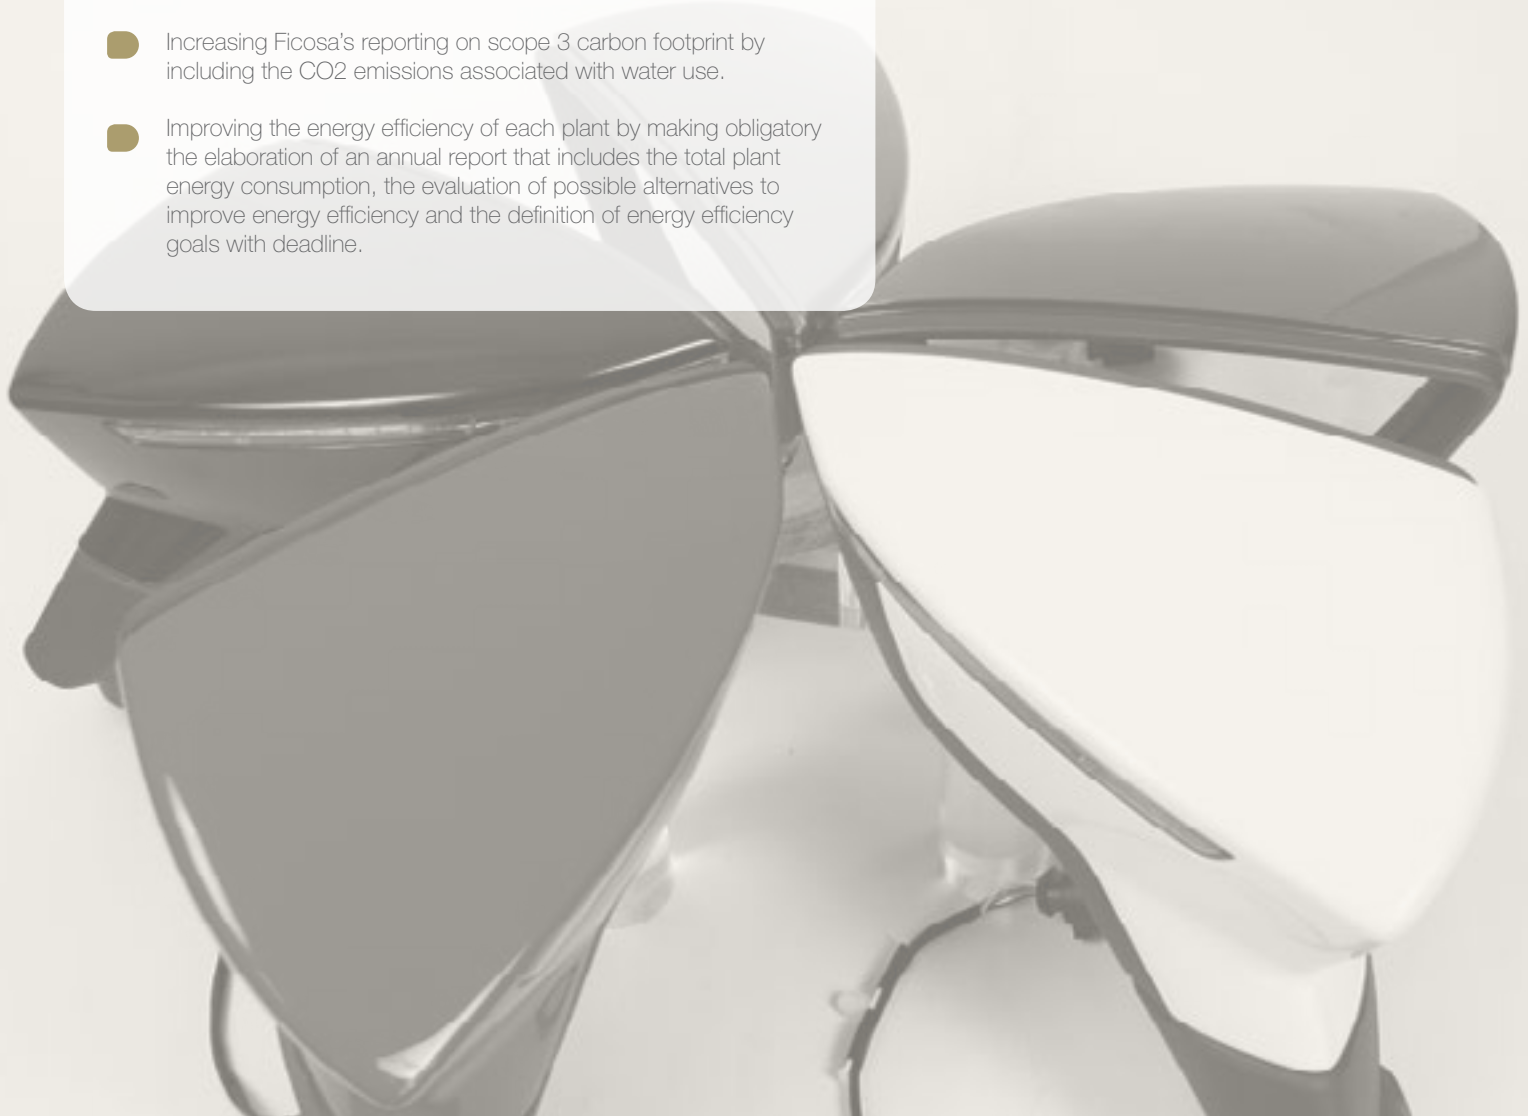 Increasing Ficosa's reporting on scope 3 carbon footprint by
including the CO2 emissions associated with water use.
Improving the energy efficiency of each plant by making obligatory
the elaboration of an annual report that includes the total plant
energy consumption, the evaluation of possible alternatives to
improve energy efficiency and the definition of energy efficiency
goals with deadline.